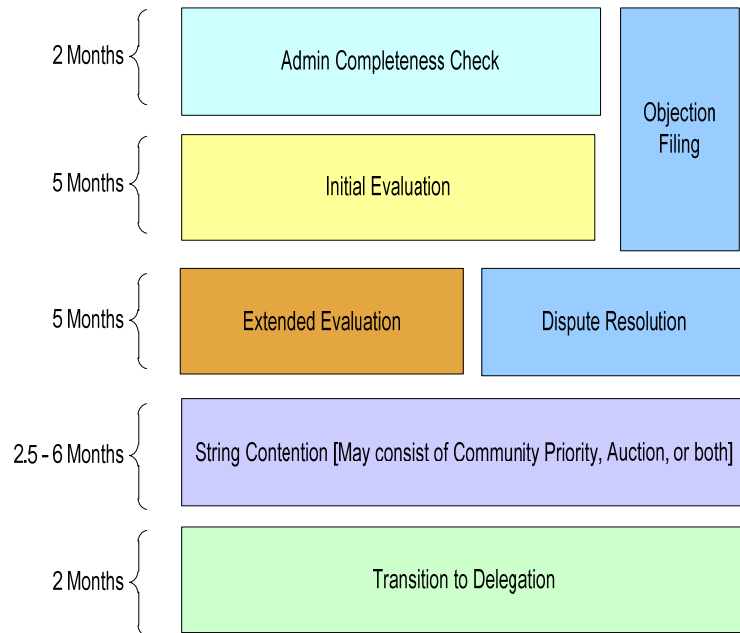 2 Months
Admin Completeness Check
Objection
Filing
5 Months
Initial Evaluation
5 Months
Extended Evaluation
Dispute Resolution
2.5 – 6 Months
String Contention [May consist of Community Priority, Auction, or both]
2 Months
Transition to Delegation